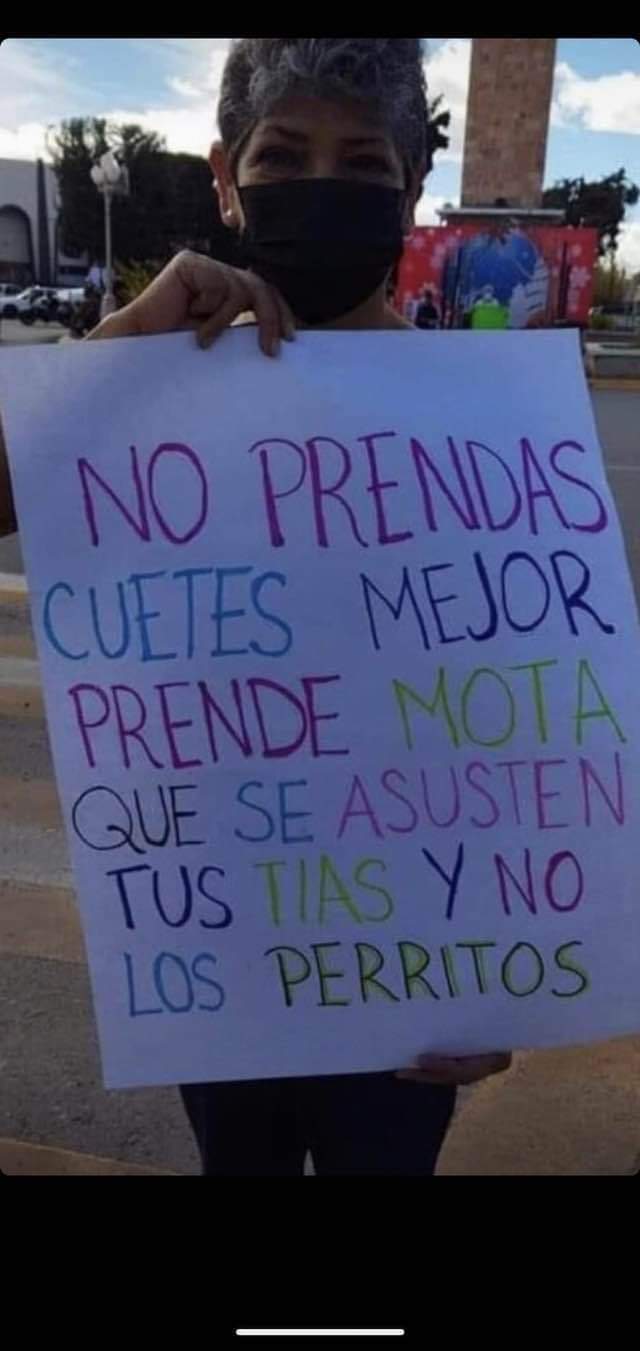 NO PRENDAS
CUETES MEJOR
PRENDE MOTA
QUE SE ASUSTEN
TUS TIAS Y NO
LOS PERRITOS